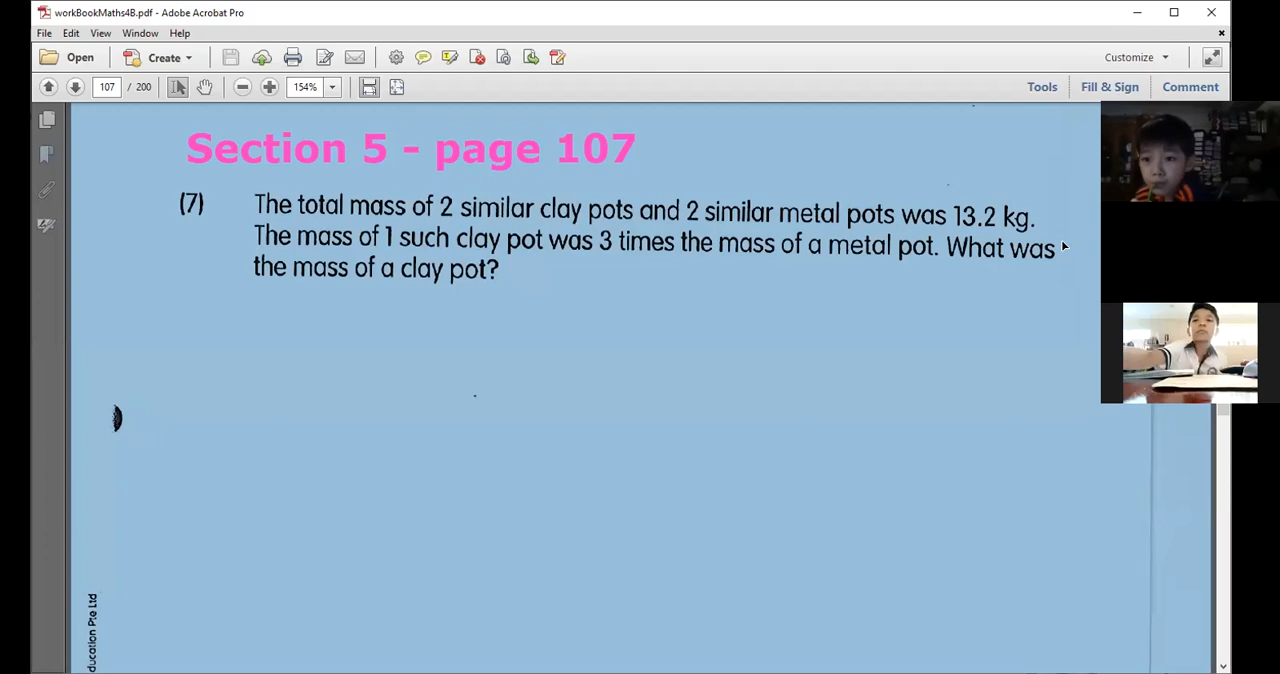 workBookMaths4B.pdf - Adobe Acrobat Pro
File Edit View Window Help
Open Create Customize
107 / 200 154% Tools Fill & Sign Comment
Section 5 - page 107
(7) The total mass of 2 similar clay pots and 2 similar metal pots was 13.2 kg.
The mass of 1 such clay pot was 3 times the mass of a metal pot. What was
the mass of a clay pot?
ducation Pte Ltd